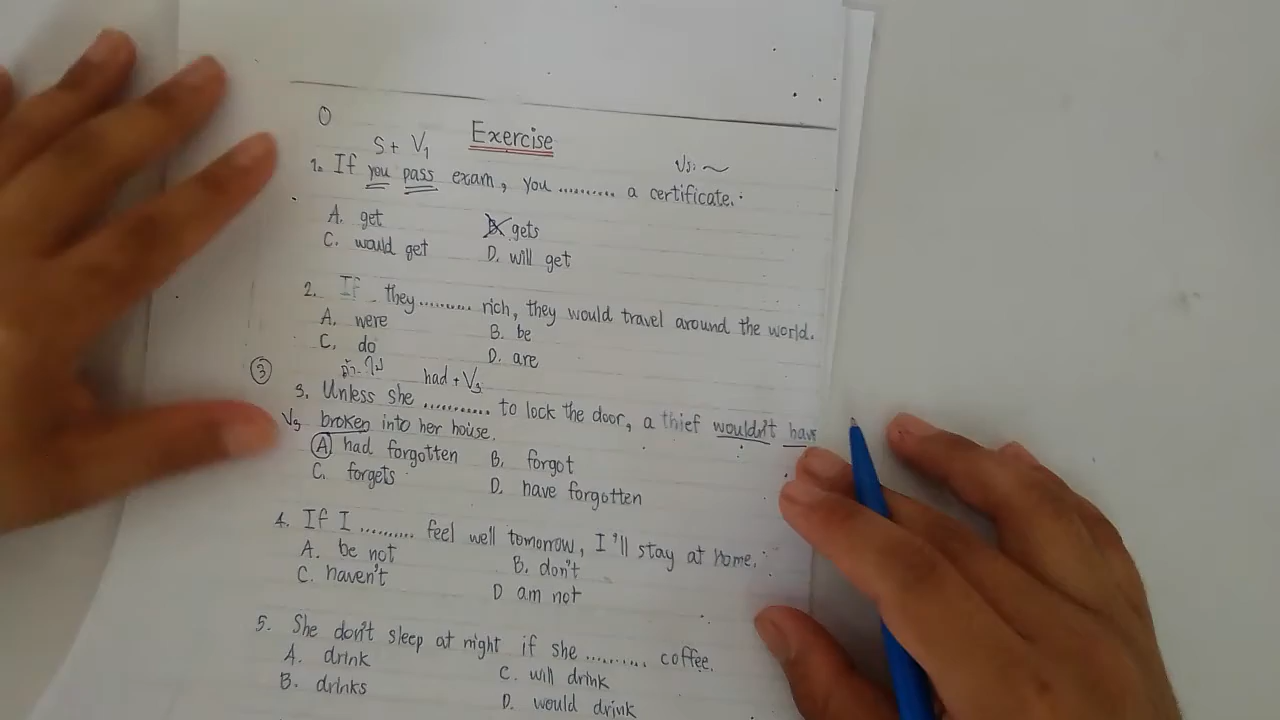 Exercise
S + V1
V5:
1. If you pass exam, you .......... a certificate.
A. get
B gets
C. would get
D. will get
2. If they ......... rich, they would travel around the world.
A. were
B. be
C. do
D. are
3
had + V3
3. Unless she ........... to lock the door, a thief wouldn't have
V3 broken into her house.
A had forgotten
B. forgot
C. forgets
D. have forgotten
4. If I ......... feel well tomorrow, I'll stay at home.
A. be not
B. don't
C. haven't
D am not
5. She don't sleep at night if she .......... coffee.
A. drink
C. will drink
B. drinks
D. would drink